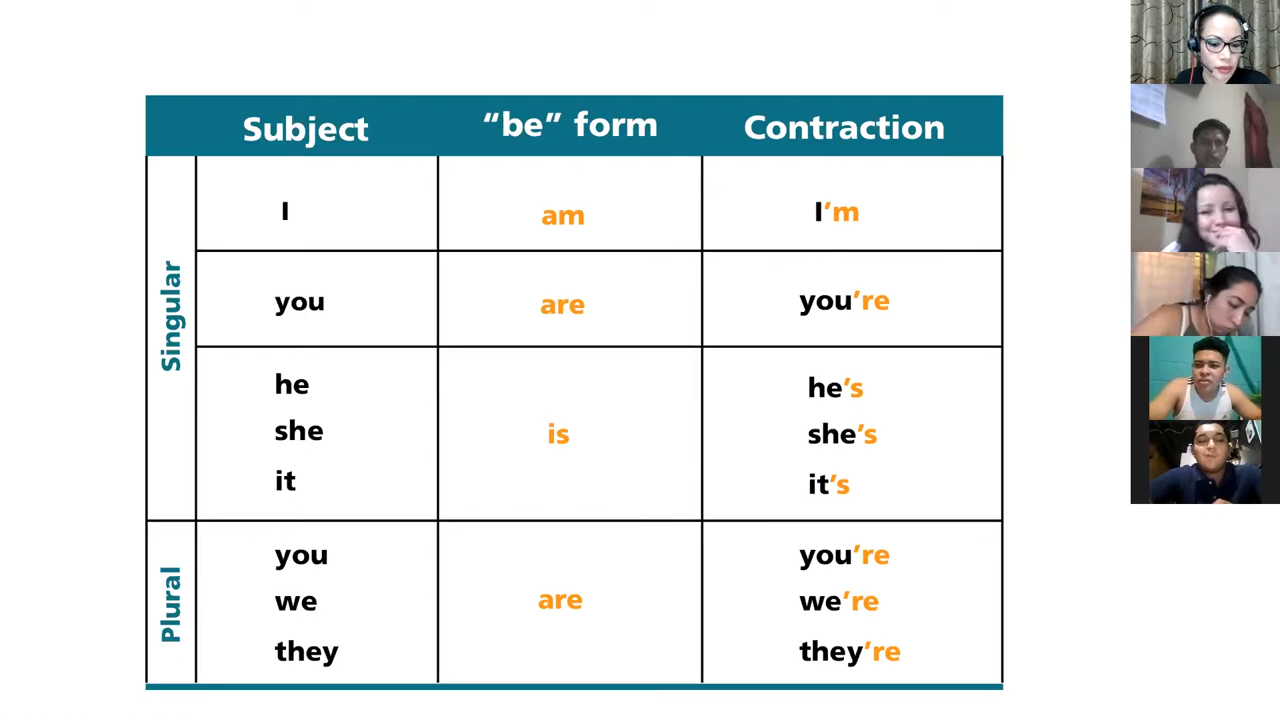 Subject “be” form Contraction
Singular
I am I’m
you are you’re
he he’s
she is she’s
it it’s
Plural
you you’re
we are we’re
they they’re